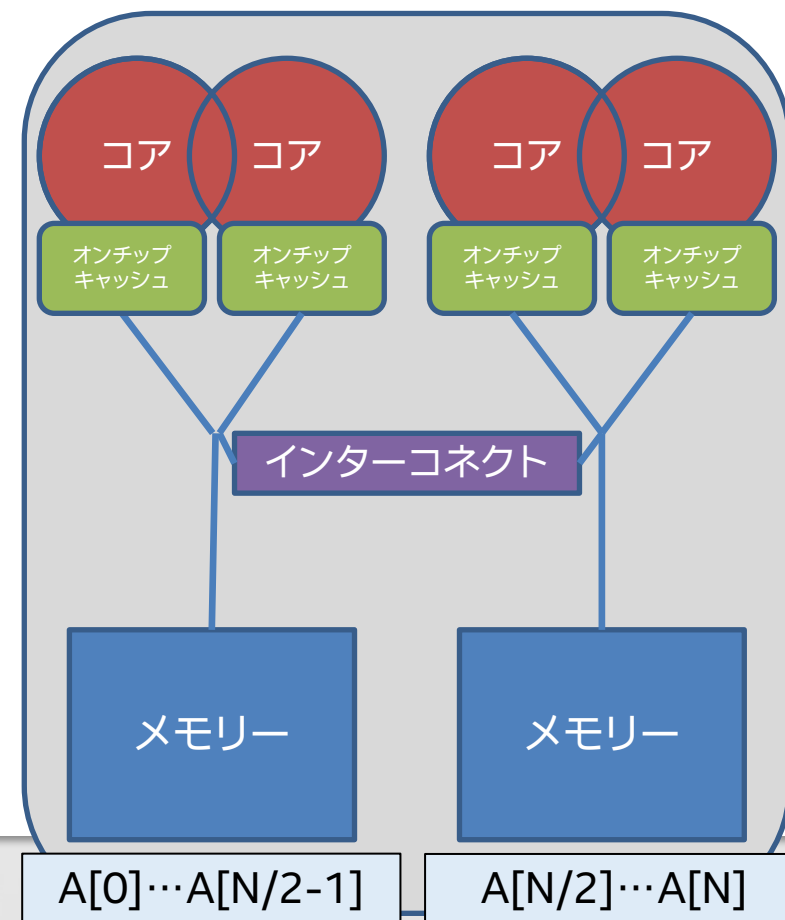 コア
コア
コア
コア
オンチップ
キャッシュ
オンチップ
キャッシュ
オンチップ
キャッシュ
オンチップ
キャッシュ
インターコネクト
メモリー
メモリー
A[0]…A[N/2-1]
A[N/2]…A[N]